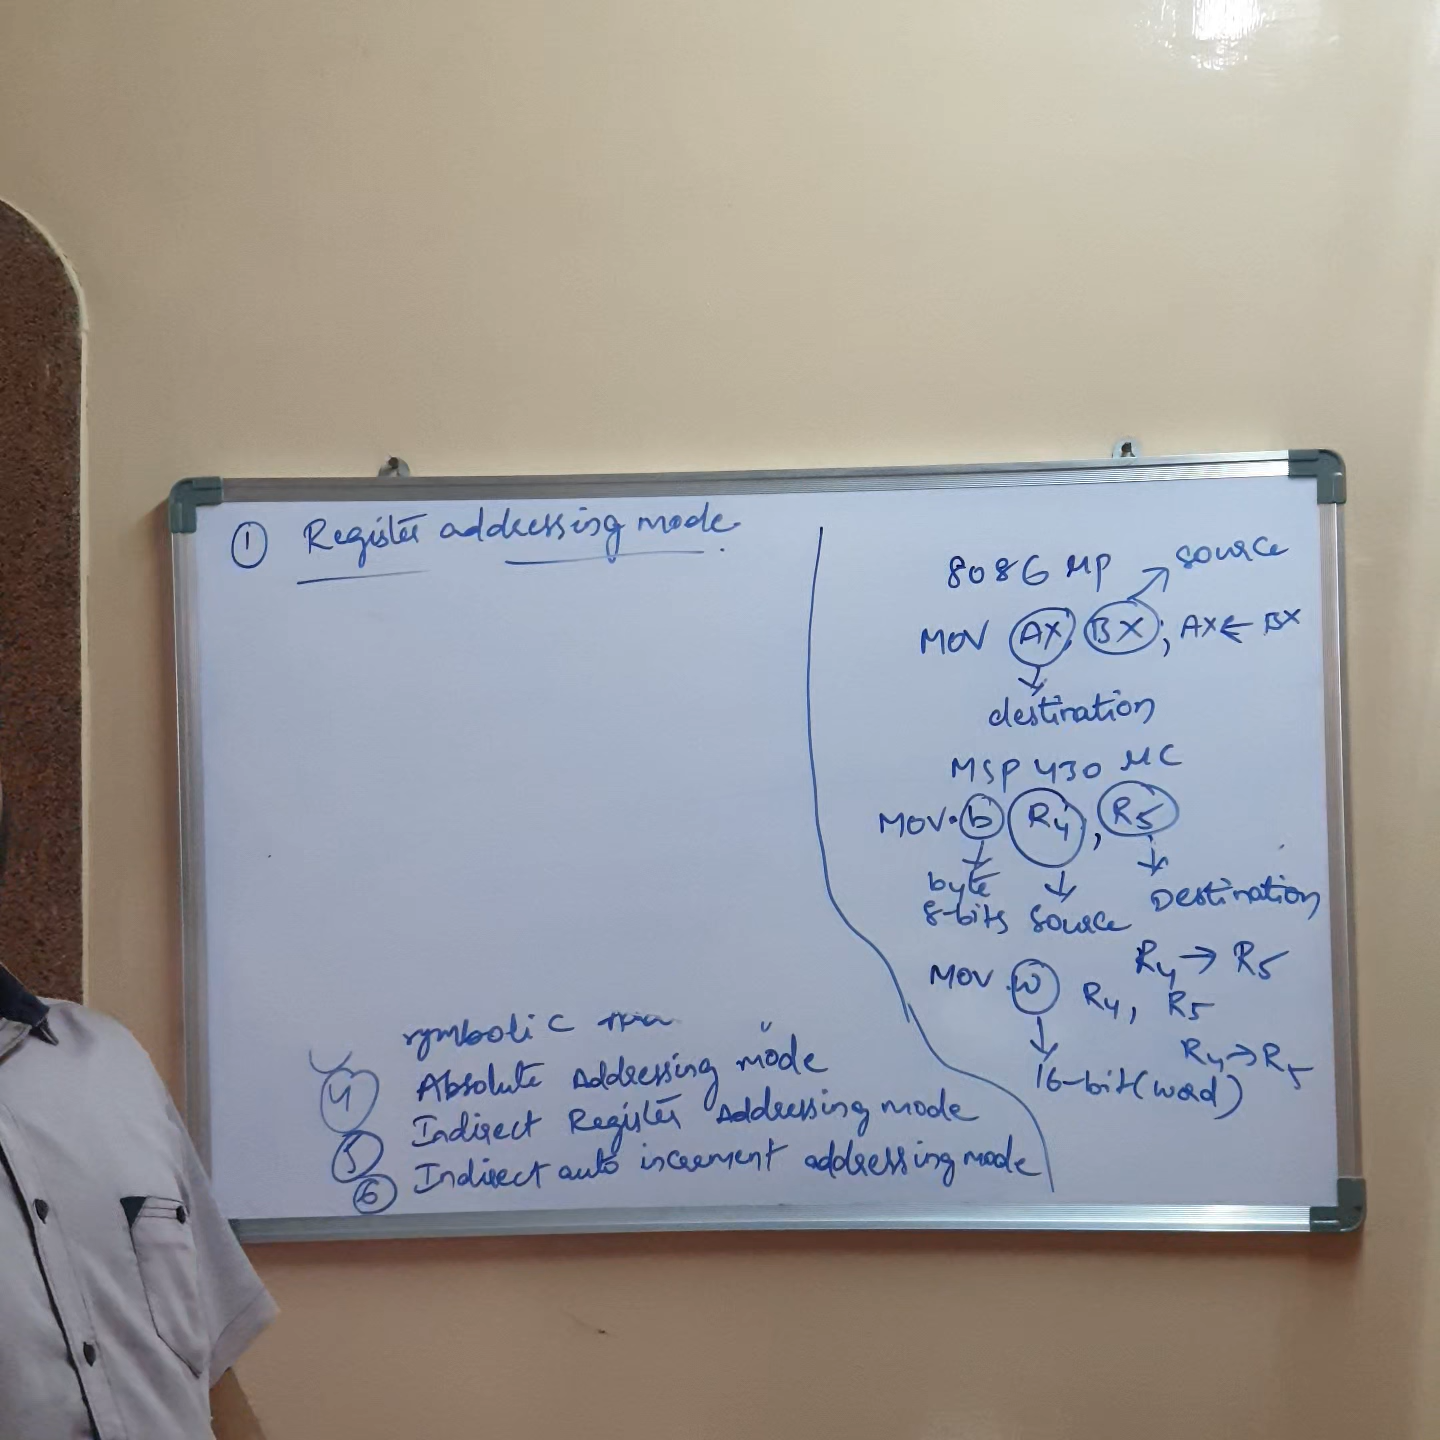 ① Register addressing mode.
symbolic
④ Absolute Addressing mode
⑤ Indirect Register Addressing mode
⑥ Indirect auto increment addressing mode
8086 MP
source
MOV AX, BX; AX ← BX
destination
MSP 430 MC
MOV.b R4, R5
byte
8-bits source Destination
R4 → R5
MOV.W R4, R5
R4 → R5
16-bit (word)